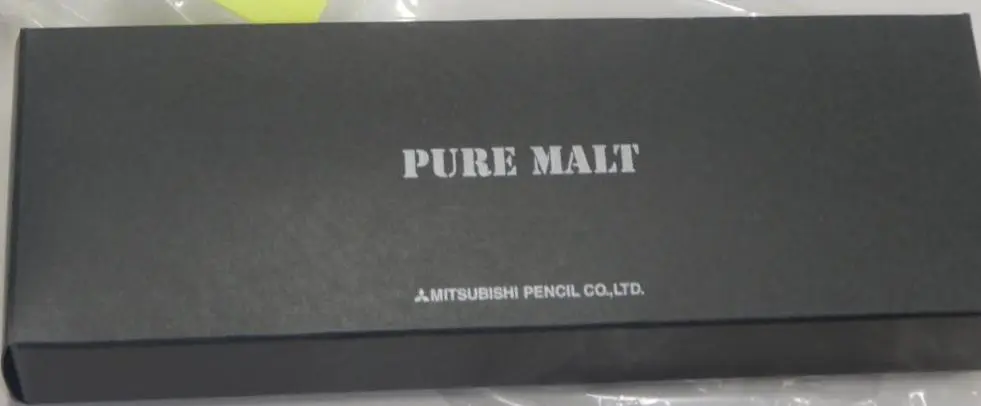 PURE MALT
MITSUBISHI PENCIL CO.,LTD.